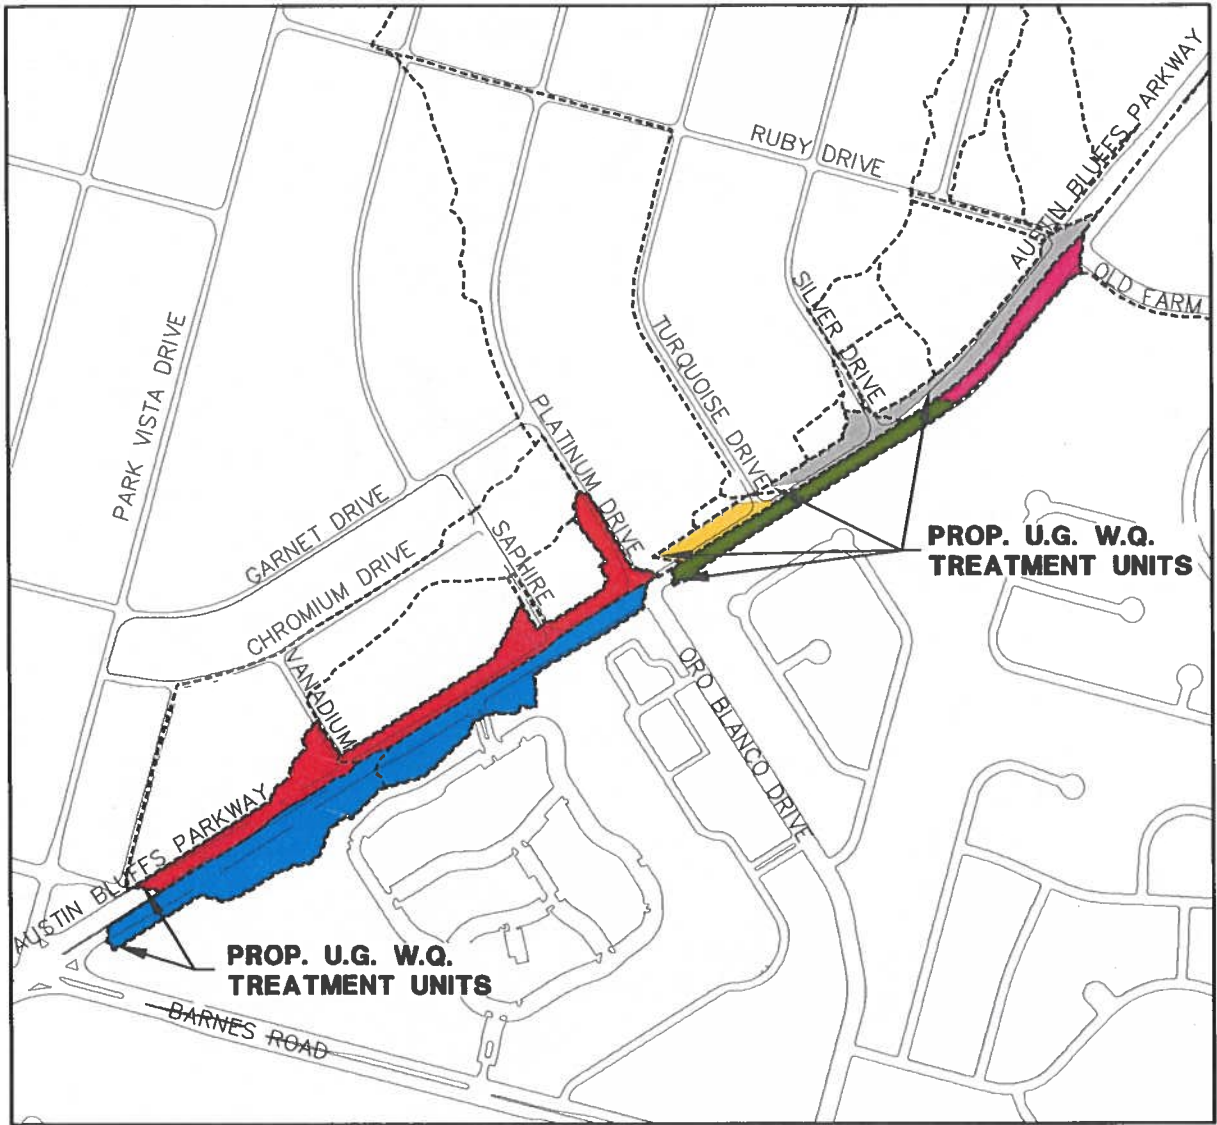 RUBY DRIVE
AUSTIN BLUFFS PARKWAY
OLD FARM
SILVER DRIVE
TURQUOISE DRIVE
PARK VISTA DRIVE
PLATINUM DRIVE
GARNET DRIVE
SAPHIRE
CHROMIUM DRIVE
VANADIUM
PROP. U.G. W.Q.
TREATMENT UNITS
ORO BLANCO DRIVE
AUSTIN BLUFFS PARKWAY
PROP. U.G. W.Q.
TREATMENT UNITS
BARNES ROAD